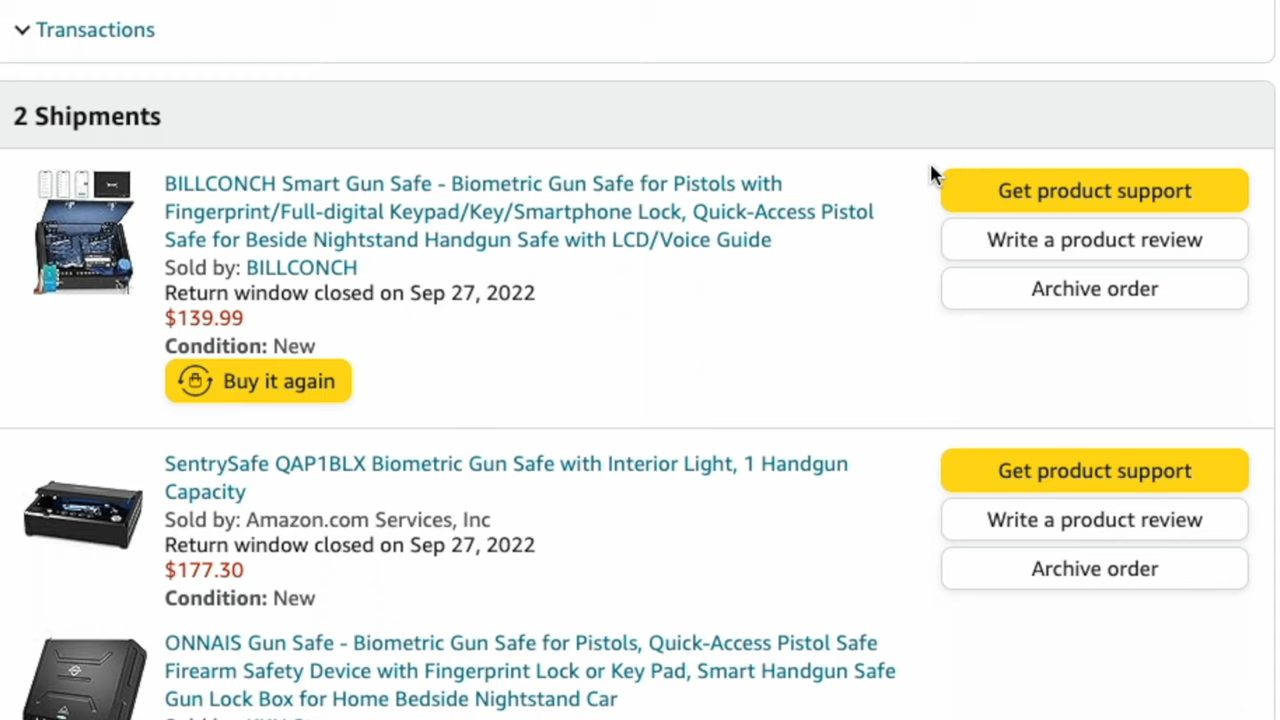 Transactions
2 Shipments
BILLCONCH Smart Gun Safe - Biometric Gun Safe for Pistols with
Fingerprint/Full-digital Keypad/Key/Smartphone Lock, Quick-Access Pistol
Safe for Beside Nightstand Handgun Safe with LCD/Voice Guide
Sold by: BILLCONCH
Return window closed on Sep 27, 2022
$139.99
Condition: New
Buy it again
Get product support
Write a product review
Archive order
SentrySafe QAP1BLX Biometric Gun Safe with Interior Light, 1 Handgun
Capacity
Sold by: Amazon.com Services, Inc
Return window closed on Sep 27, 2022
$177.30
Condition: New
Get product support
Write a product review
Archive order
ONNAIS Gun Safe - Biometric Gun Safe for Pistols, Quick-Access Pistol Safe
Firearm Safety Device with Fingerprnt Lock or Key Pad, Smart Handgun Safe
Gun Lock Box for Home Bedside Nightstand Car